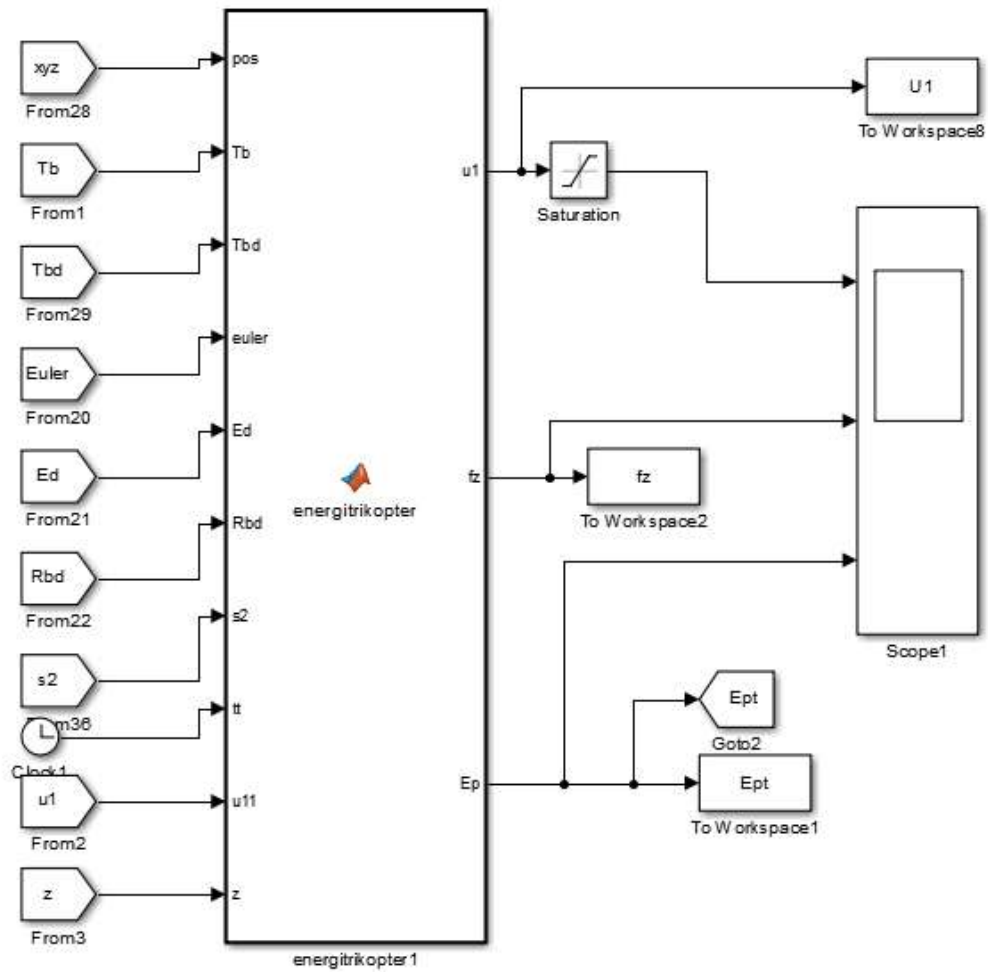 xyz
From28
pos
Tb
From1
Tb
Tbd
From29
Tbd
Euler
From20
euler
Ed
From21
Ed
Rbd
From22
Rbd
s2
From36
s2
Clock1
tt
u1
From2
u11
z
From3
z
energitrikopter
energitrikopter1
u1
Saturation
U1
To Workspace8
fz
fz
To Workspace2
Scope1
Ep
Ept
Goto2
Ept
To Workspace1